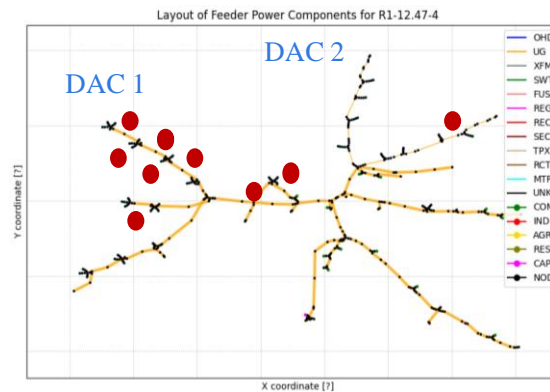 Layout of Feeder Power Components for R1-12.47-4
DAC 2
DAC 1
Y coordinate [?]
X coordinate [?]
OHD
UG
XFM
SWT
FUS
REG
REC
SEC
TPX
RCT
MTR
UNK
COM
IND
AGR
RES
CAP
NOD